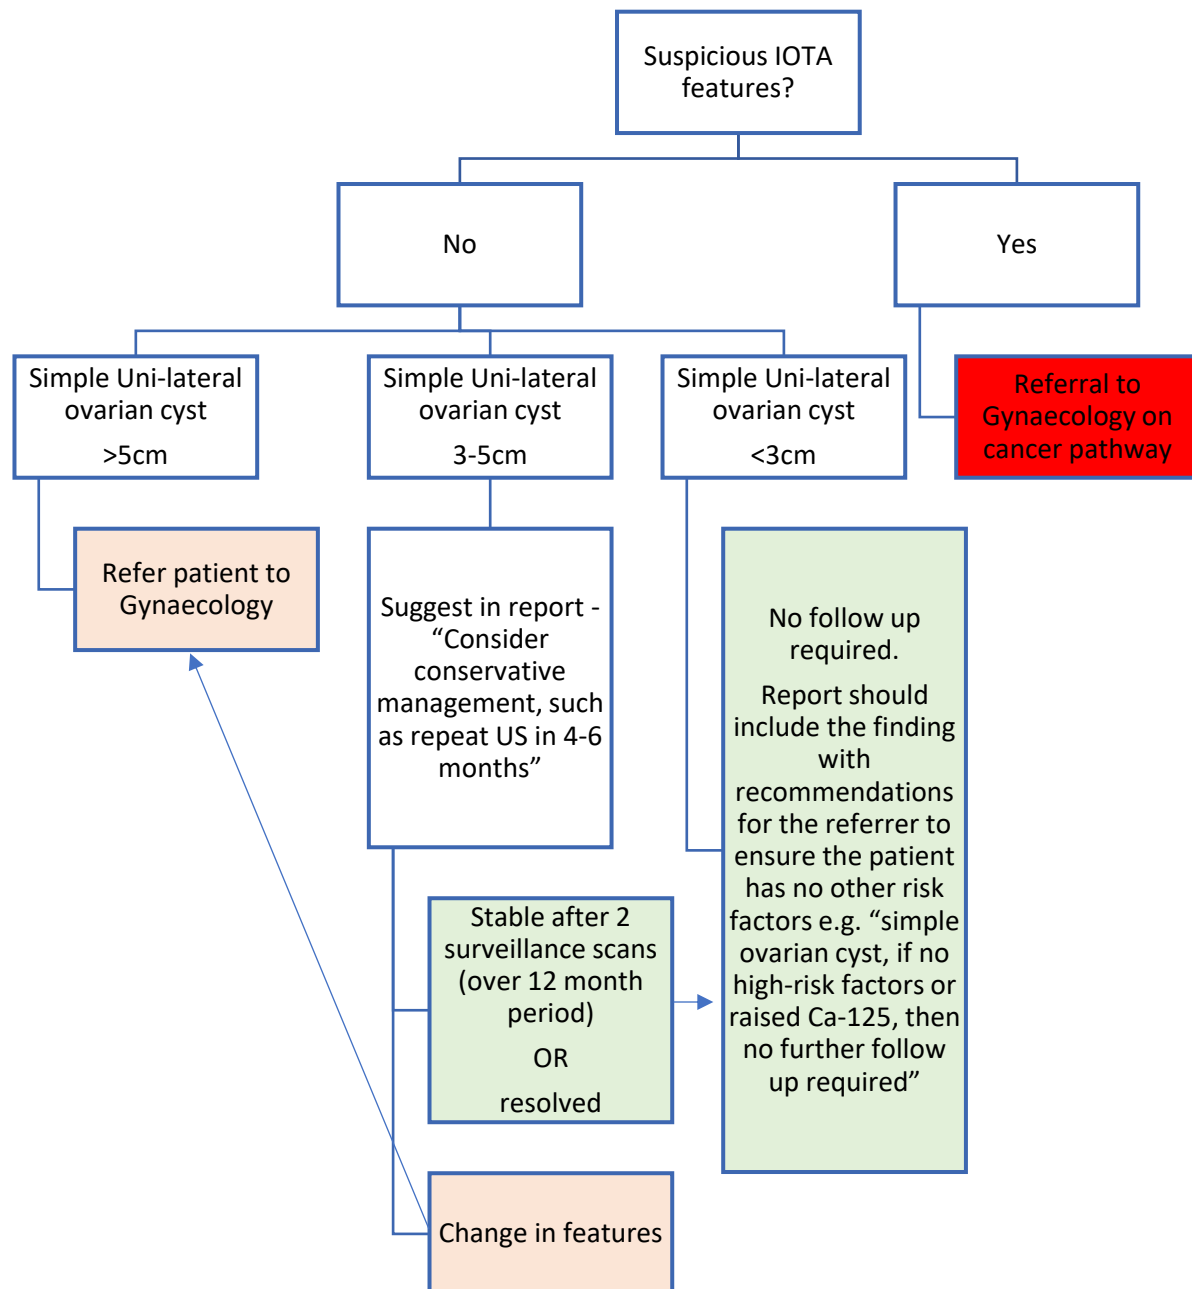 Suspicious IOTA
features?
No
Yes
Simple Uni-lateral
ovarian cyst
>5cm
Simple Uni-lateral
ovarian cyst
3-5cm
Simple Uni-lateral
ovarian cyst
<3cm
Referral to
Gynaecology on
cancer pathway
Refer patient to
Gynaecology
Suggest in report -
“Consider
conservative
management, such
as repeat US in 4-6
months”
No follow up
required.
Report should
include the finding
with
recommendations
for the referrer to
ensure the patient
has no other risk
factors e.g. “simple
ovarian cyst, if no
high-risk factors or
raised Ca-125, then
no further follow
up required”
Stable after 2
surveillance scans
(over 12 month
period)
OR
resolved
Change in features